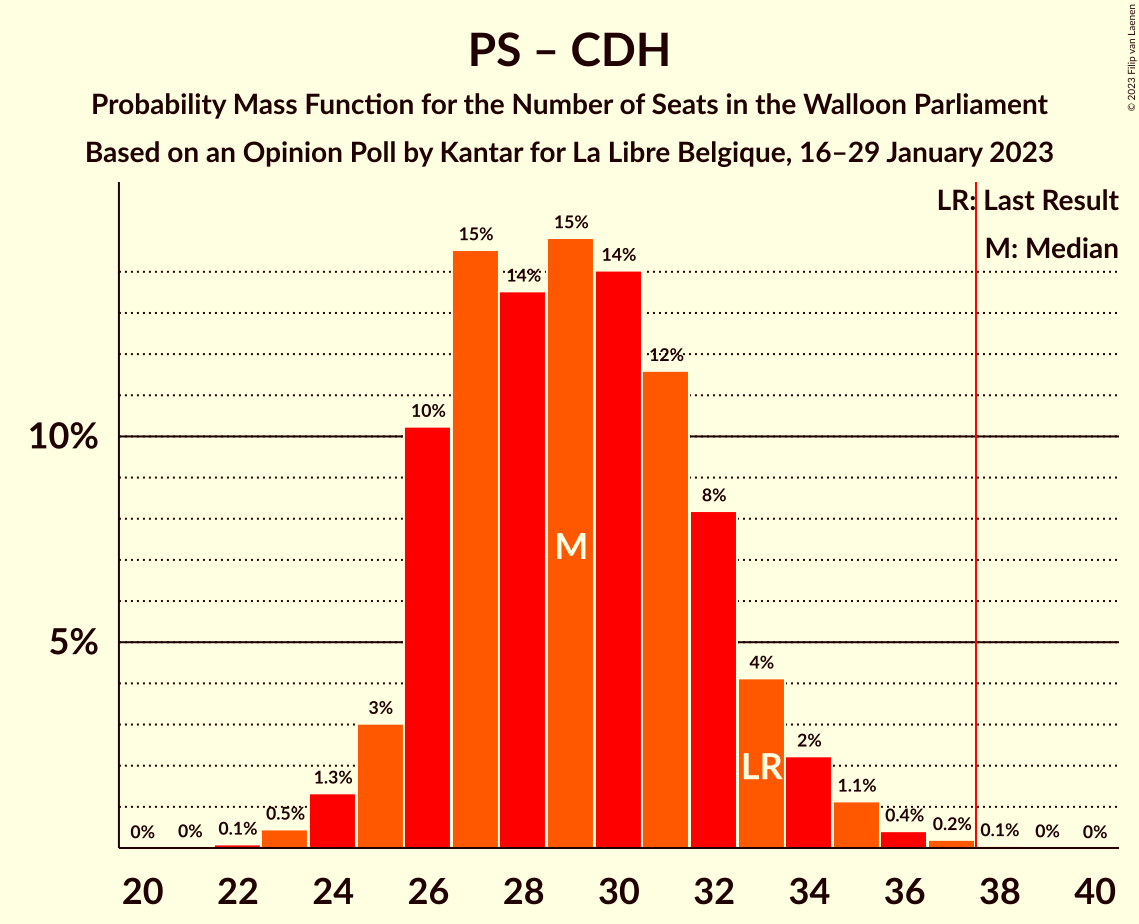 PS – CDH
Probability Mass Function for the Number of Seats in the Walloon Parliament
Based on an Opinion Poll by Kantar for La Libre Belgique, 16–29 January 2023
© 2023 Filip van Laenen
LR: Last Result
M: Median
10%
5%
0%
0%
0.1%
0.5%
1.3%
3%
10%
15%
14%
15%
14%
12%
8%
4%
2%
1.1%
0.4%
0.2%
0.1%
0%
0%
M
LR
20 22 24 26 28 30 32 34 36 38 40